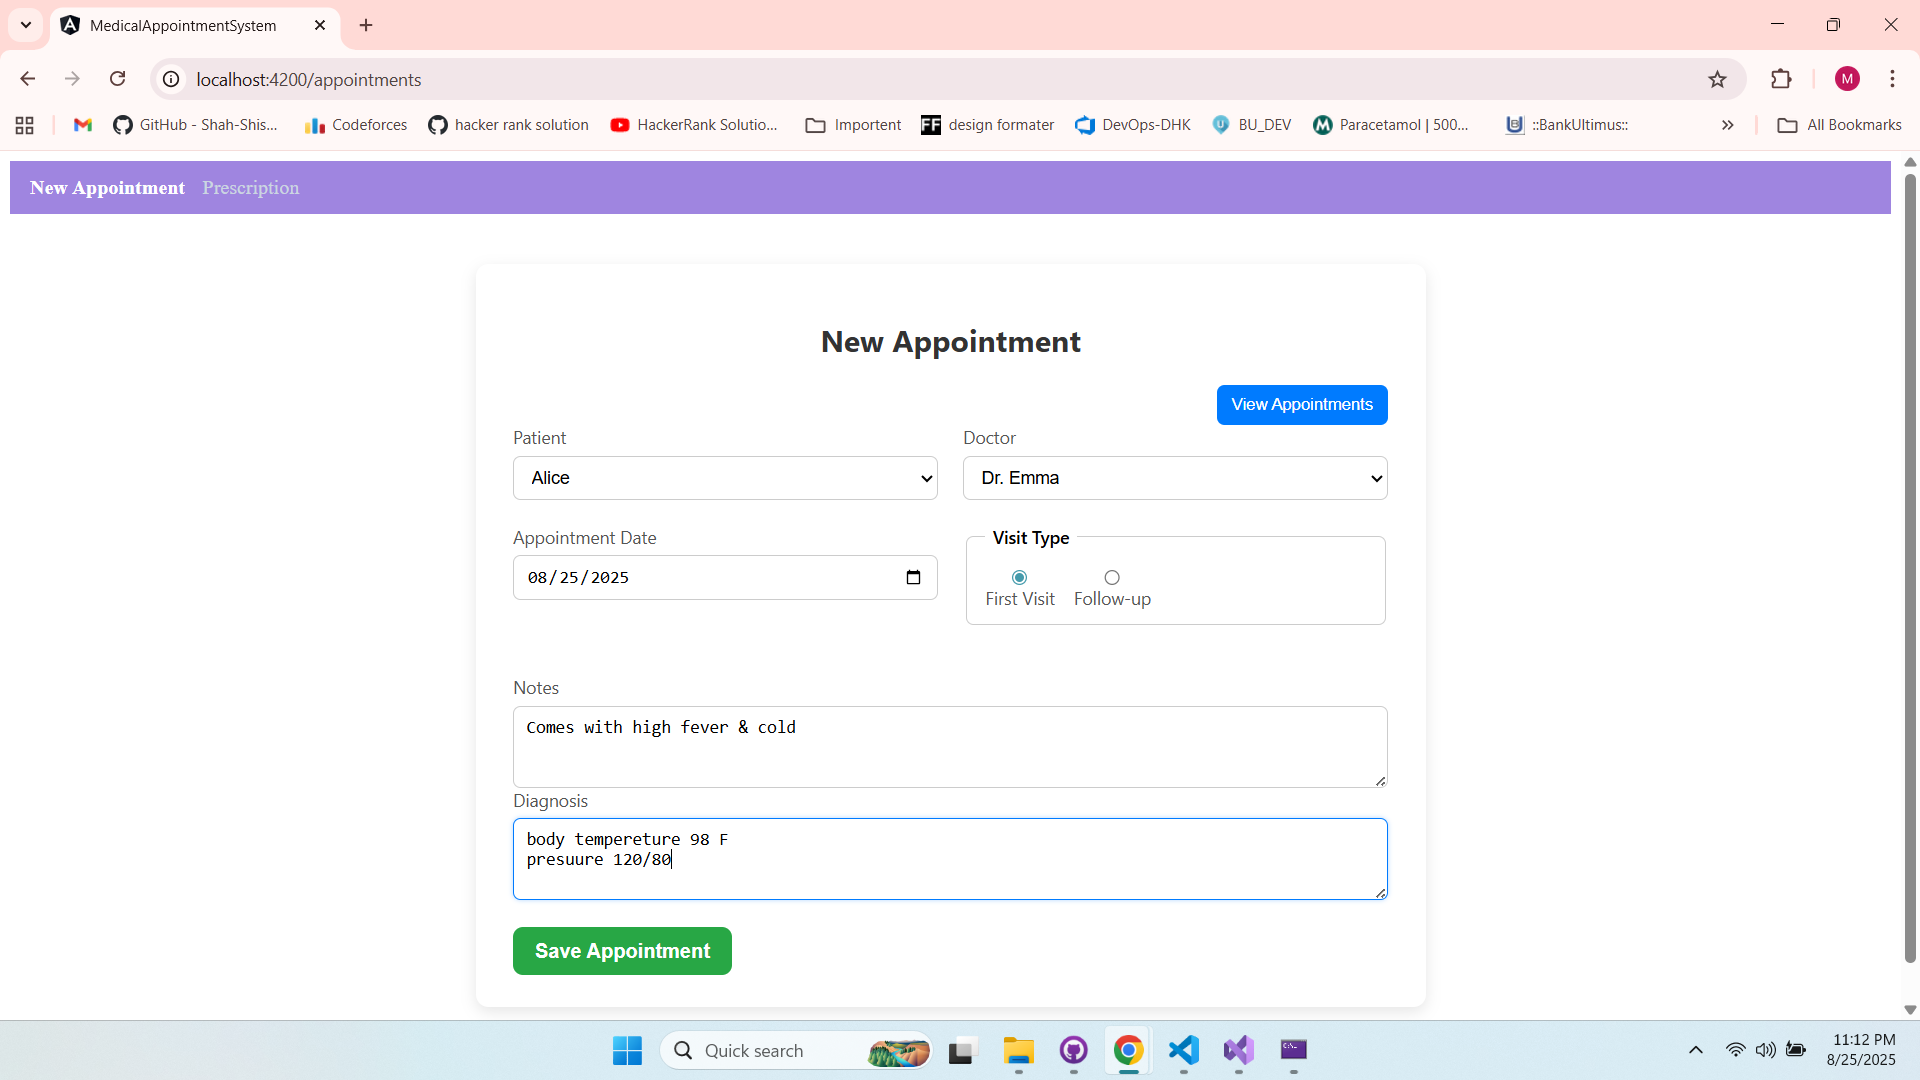 MedicalAppointmentSystem
localhost:4200/appointments
M
GitHub - Shah-Shis...
Codeforces
hacker rank solution
HackerRank Solutio...
Importent
FF
design formater
DevOps-DHK
BU_DEV
Paracetamol | 500...
::BankUltimus::
All Bookmarks
New Appointment
Prescription
New Appointment
View Appointments
Patient
Doctor
Alice
Dr. Emma
Appointment Date
Visit Type
08/25/2025
First Visit
Follow-up
Notes
Comes with high fever & cold
Diagnosis
body tempereture 98 F
presuure 120/80
Save Appointment
Quick search
11:12 PM
8/25/2025